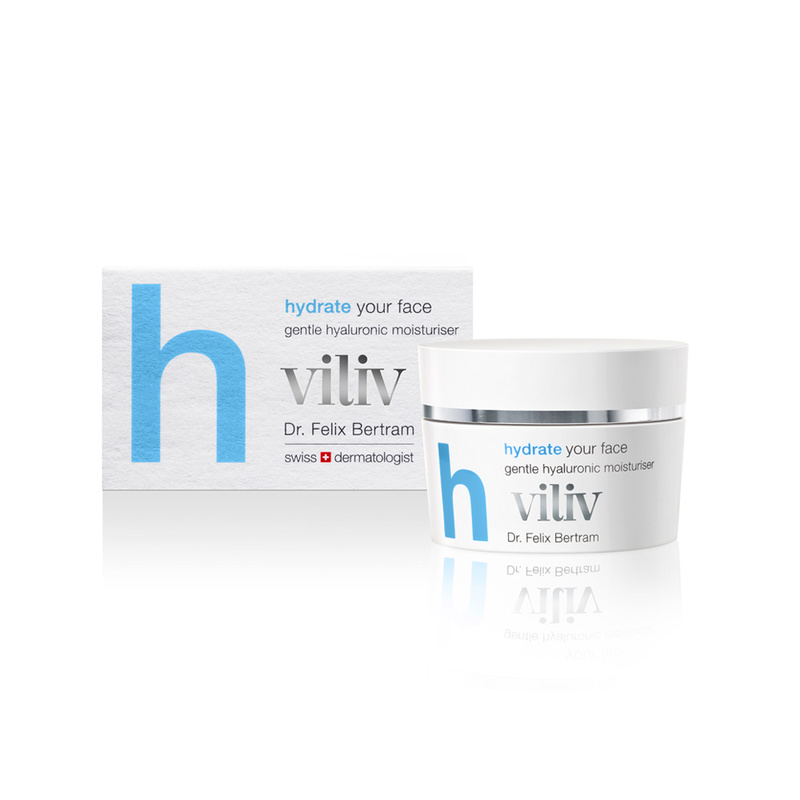 h
hydrate your face
gentle hyaluronic moisturiser
viliv
Dr. Felix Bertram
swiss dermatologist
h
hydrate your face
gentle hyaluronic moisturiser
viliv
Dr. Felix Bertram